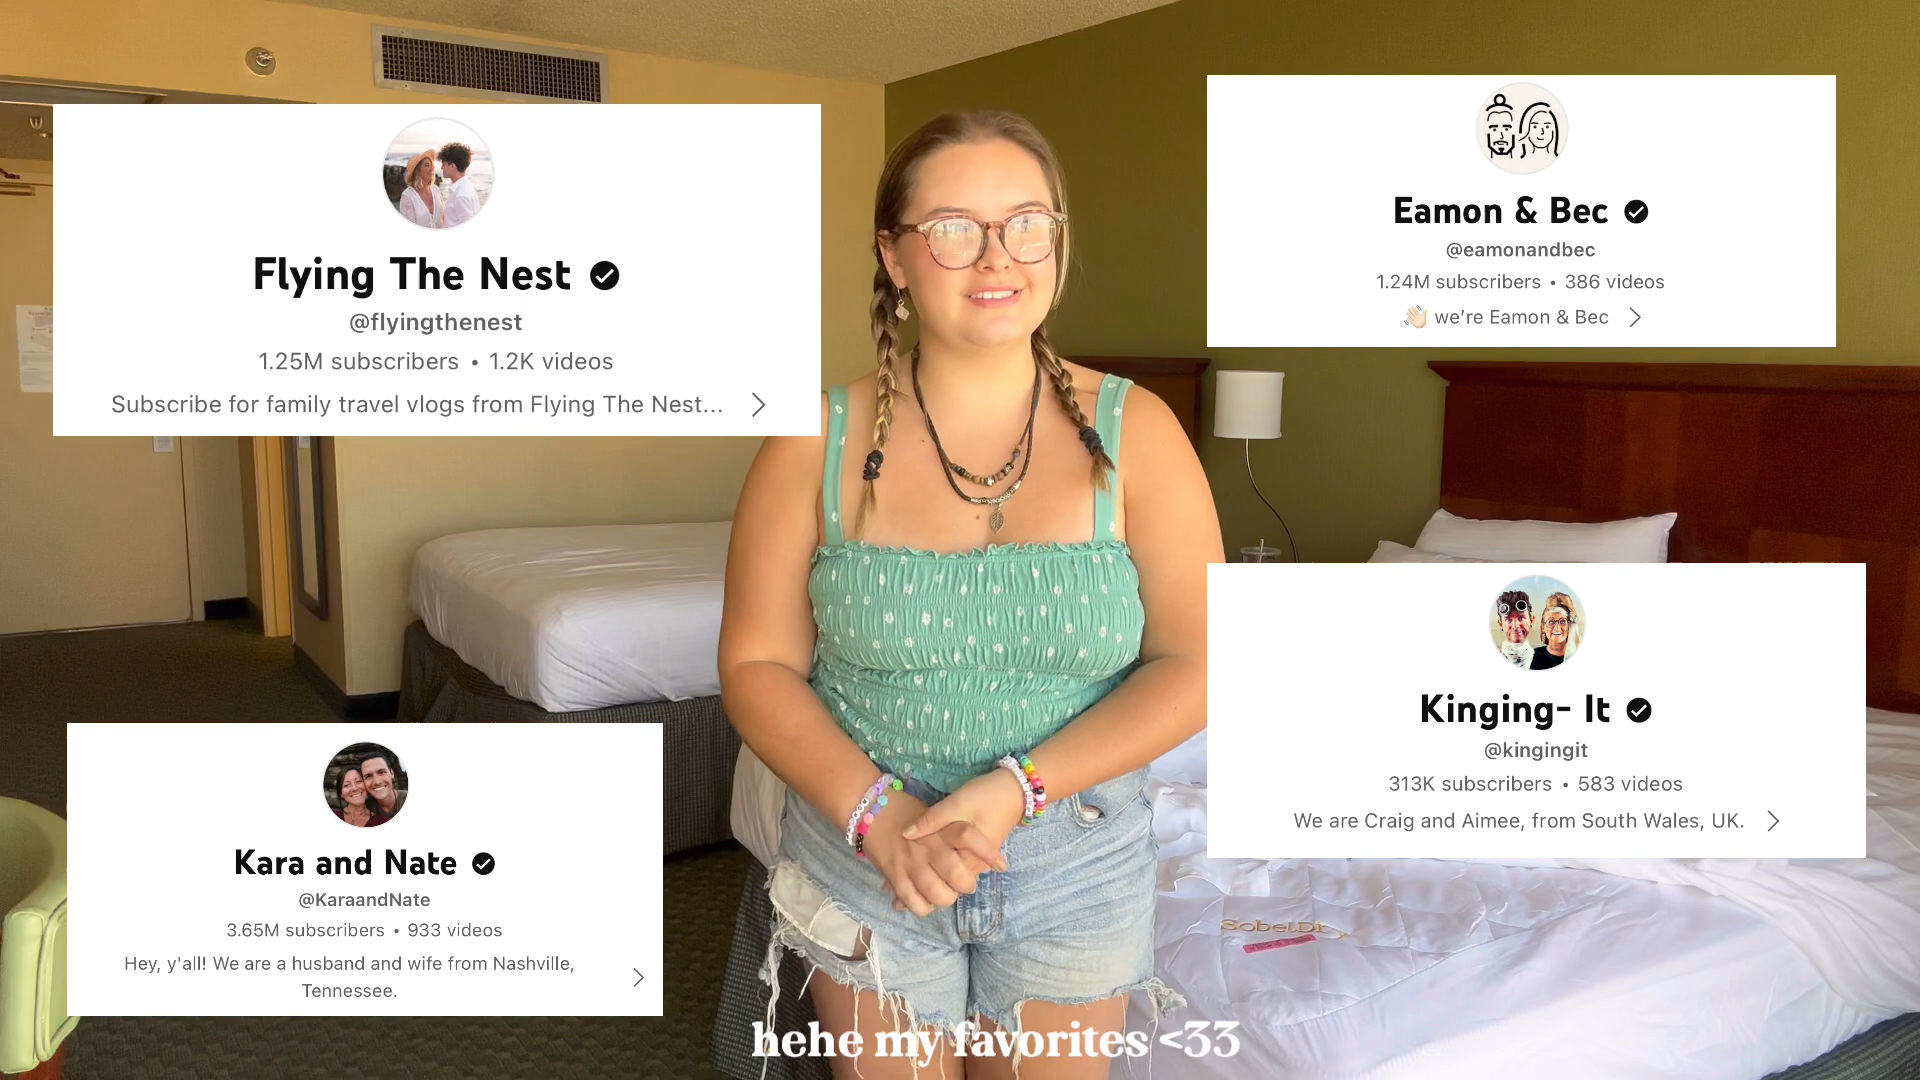 Flying The Nest
@flyingthenest
1.25M subscribers • 1.2K videos
Subscribe for family travel vlogs from Flying The Nest...
Eamon & Bec
@eamonandbec
1.24M subscribers • 386 videos
👋🏻 we're Eamon & Bec
Kinging- It
@kingingit
313K subscribers • 583 videos
We are Craig and Aimee, from South Wales, UK.
Kara and Nate
@KaraandNate
3.65M subscribers • 933 videos
Hey, y'all! We are a husband and wife from Nashville,
Tennessee.
SobelDry
hehe my favorites <33